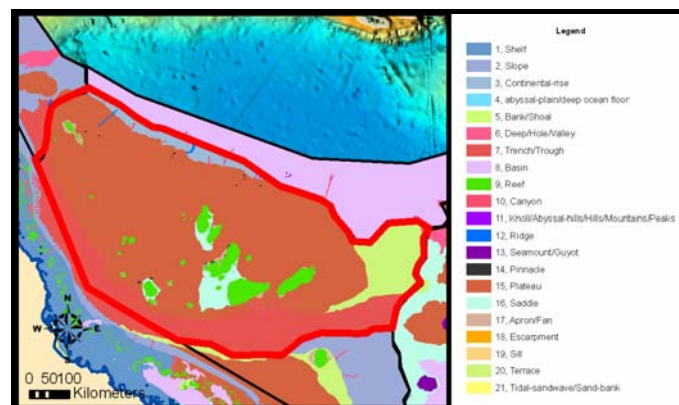 Legend
1, Shelf
2, Slope
3, Continental-rise
4, abyssal-plain/deep ocean floor
5, Bank/Shoal
6, Deep/Hole/Valley
7, Trench/Trough
8, Basin
9, Reef
10, Canyon
11, Knoll/Abyssal-hills/Hills/Mountains/Peaks
12, Ridge
13, Seamount/Guyot
14, Pinnacle
15, Plateau
16, Saddle
17, Apron/Fan
18, Escarpment
19, Sill
20, Terrace
21, Tidal-sandwave/Sand-bank
N
W E
S
0 50100
Kilometers